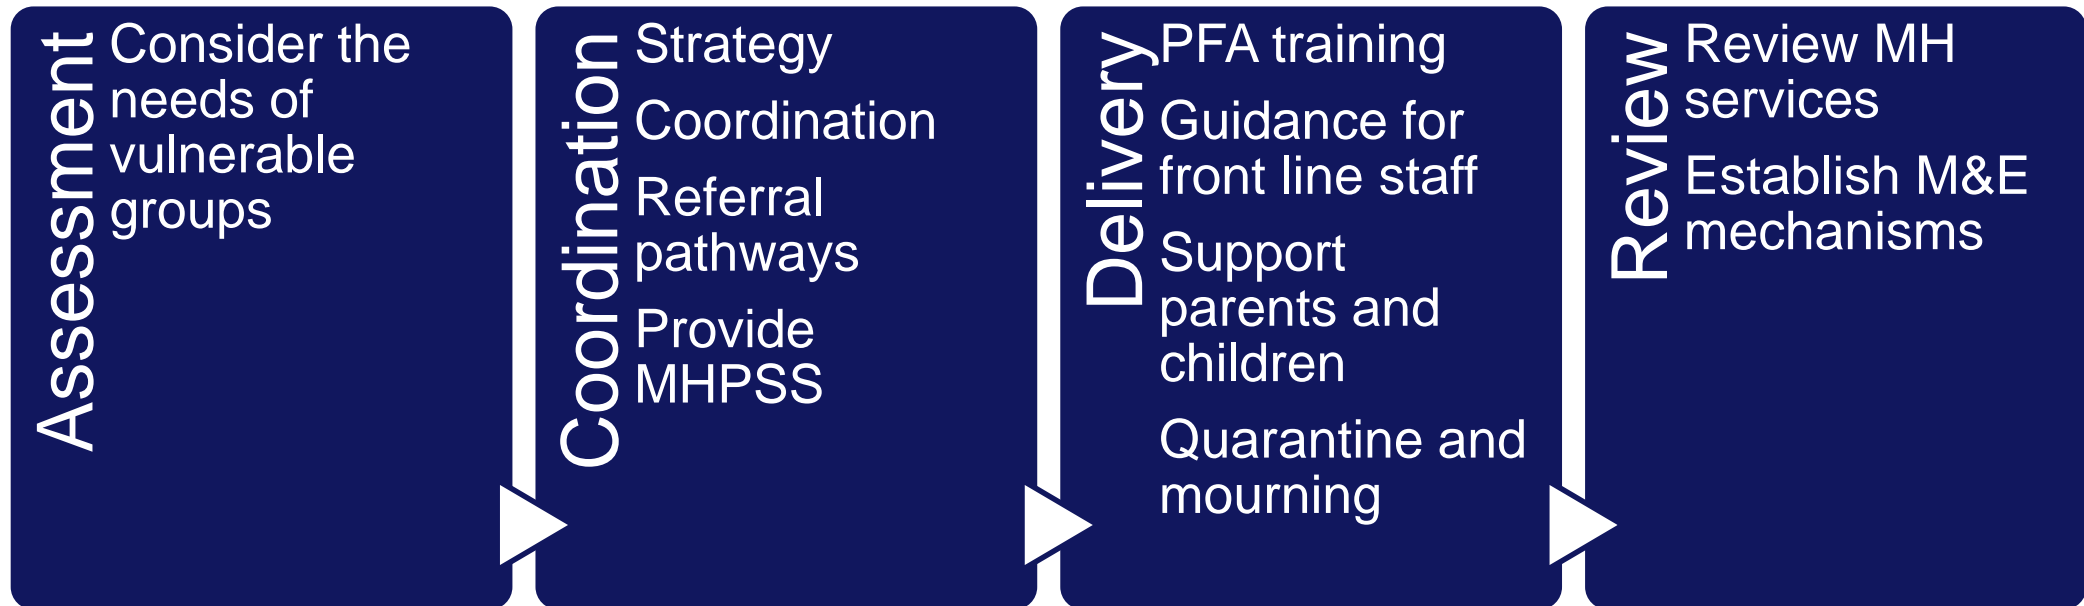 Assessment
Consider the
needs of
vulnerable
groups
Coordination
Strategy
Coordination
Referral
pathways
Provide
MHPSS
Delivery
PFA training
Guidance for
front line staff
Support
parents and
children
Quarantine and
mourning
Review
Review MH
services
Establish M&E
mechanisms